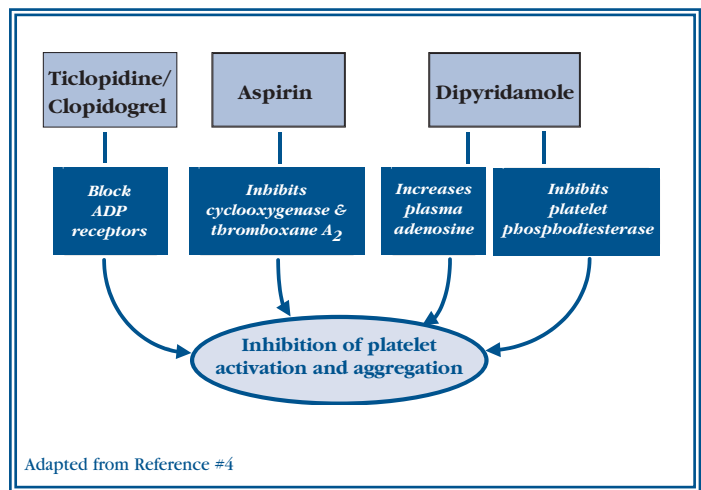 Ticlopidine/
Clopidogrel
Aspirin
Dipyridamole
Block
ADP
receptors
Inhibits
cyclooxygenase &
thromboxane A2
Increases
plasma
adenosine
Inhibits
platelet
phosphodiesterase
Inhibition of platelet
activation and aggregation
Adapted from Reference #4